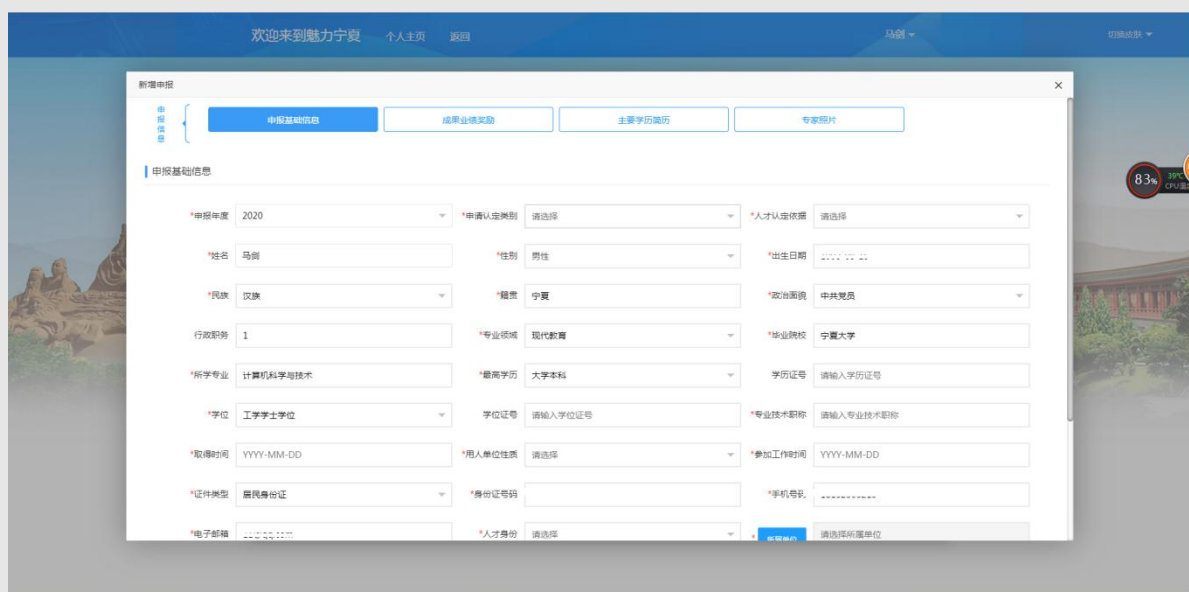 欢迎来到魅力宁夏 个人主页 返回 马剑 切换皮肤
新增申报 ×
申报信息 申报基础信息 成果业绩奖励 主要学历简历 专家照片
申报基础信息
83% 39℃
CPU温
*申报年度 2020 *申请认定类别 请选择 *人才认定依据 请选择
*姓名 马剑 *性别 男性 *出生日期
*民族 汉族 *籍贯 宁夏 *政治面貌 中共党员
行政职务 1 *专业领域 现代教育 *毕业院校 宁夏大学
*所学专业 计算机科学与技术 *最高学历 大学本科 学历证号 请输入学历证号
*学位 工学学士学位 学位证号 请输入学位证号 *专业技术职称 请输入专业技术职称
*取得时间 YYYY-MM-DD *用人单位性质 请选择 *参加工作时间 YYYY-MM-DD
*证件类型 居民身份证 *身份证号码 *手机号码
*电子邮箱 *人才身份 请选择 * 所属单位 请选择所属单位